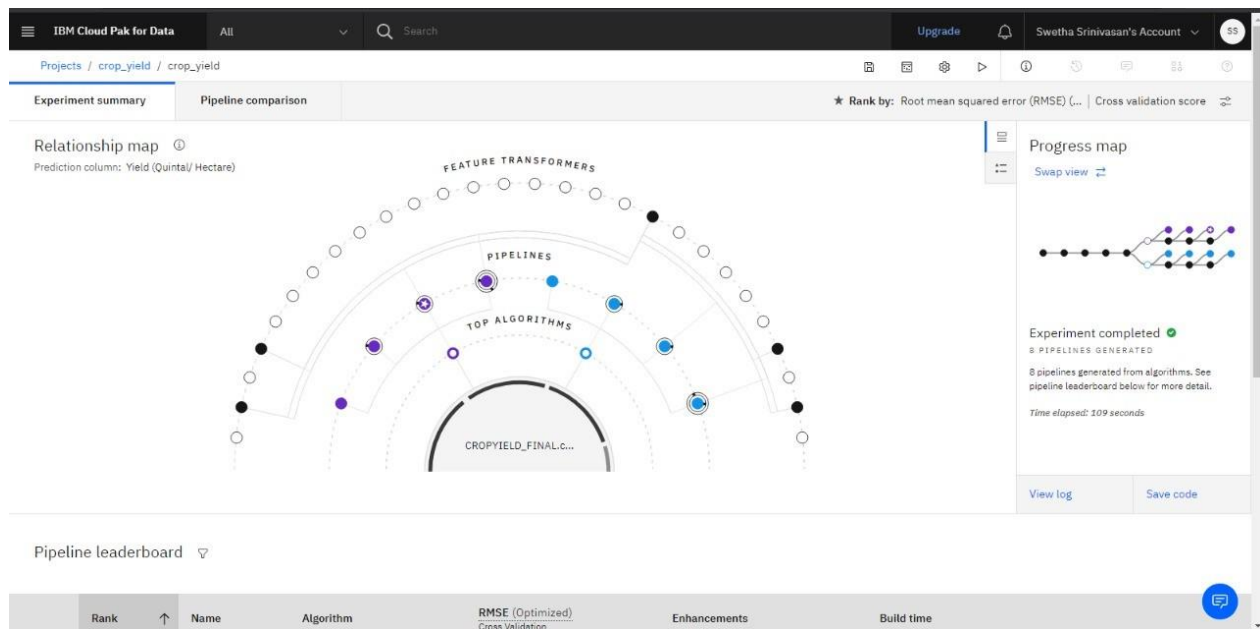 IBM Cloud Pak for Data
All
Search
Upgrade
Swetha Srinivasan's Account
SS
Projects / crop_yield / crop_yield
Experiment summary
Pipeline comparison
★ Rank by: Root mean squared error (RMSE) (... | Cross validation score
Relationship map
Prediction column: Yield (Quintal/ Hectare)
FEATURE TRANSFORMERS
PIPELINES
TOP ALGORITHMS
CROPYIELD_FINAL.c...
Progress map
Swap view
Experiment completed
8 PIPELINES GENERATED
8 pipelines generated from algorithms. See
pipeline leaderboard below for more detail.
Time elapsed: 109 seconds
View log
Save code
Pipeline leaderboard
Rank
Name
Algorithm
RMSE (Optimized)
Cross Validation
Enhancements
Build time